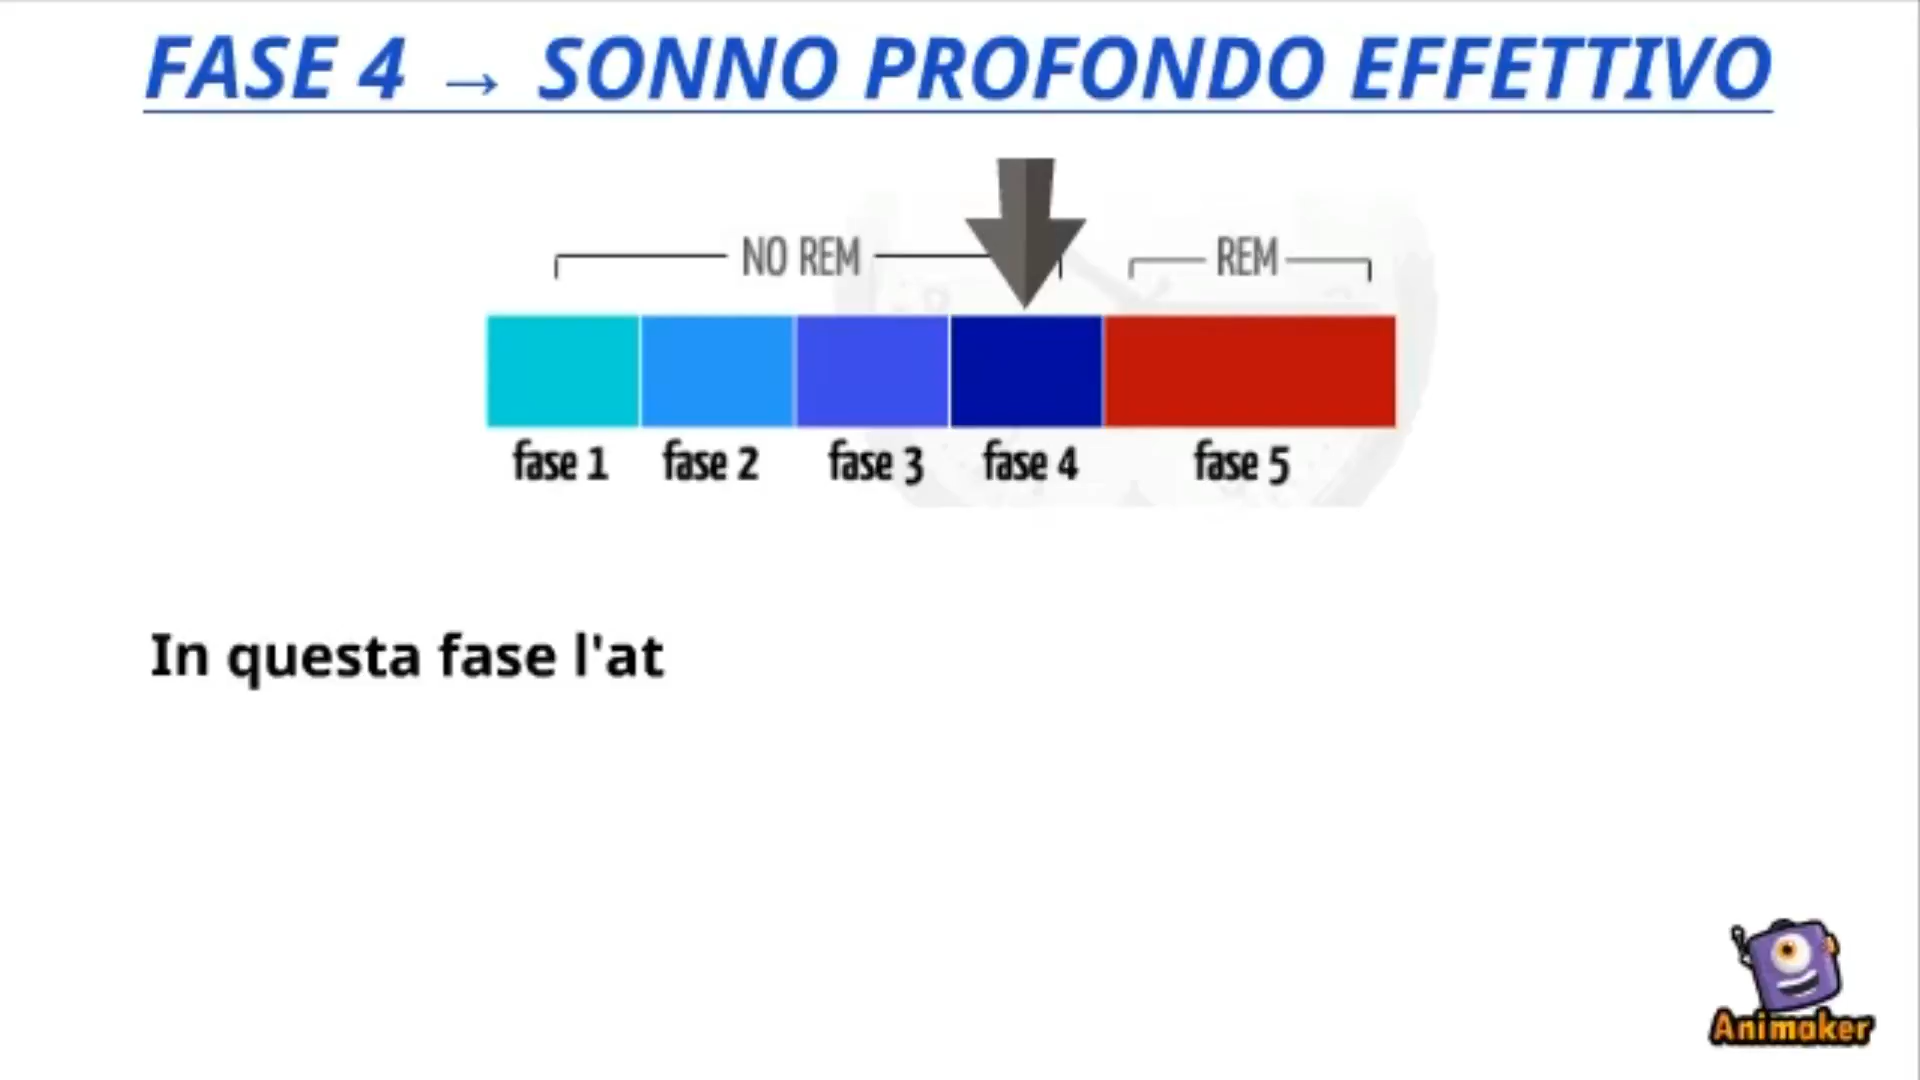 FASE 4 → SONNO PROFONDO EFFETTIVO
NO REM REM
fase 1 fase 2 fase 3 fase 4 fase 5
In questa fase l'at
Animaker